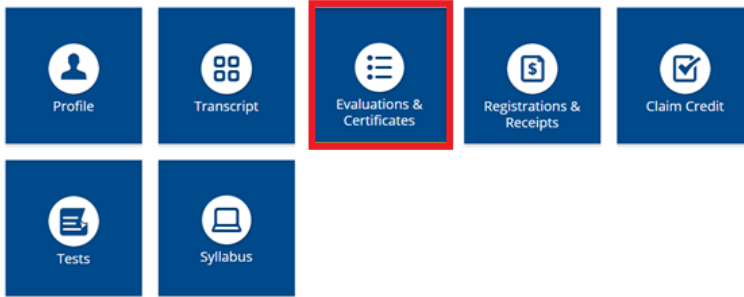 Profile
Transcript
Evaluations &
Certificates
Registrations &
Receipts
Claim Credit
Tests
Syllabus